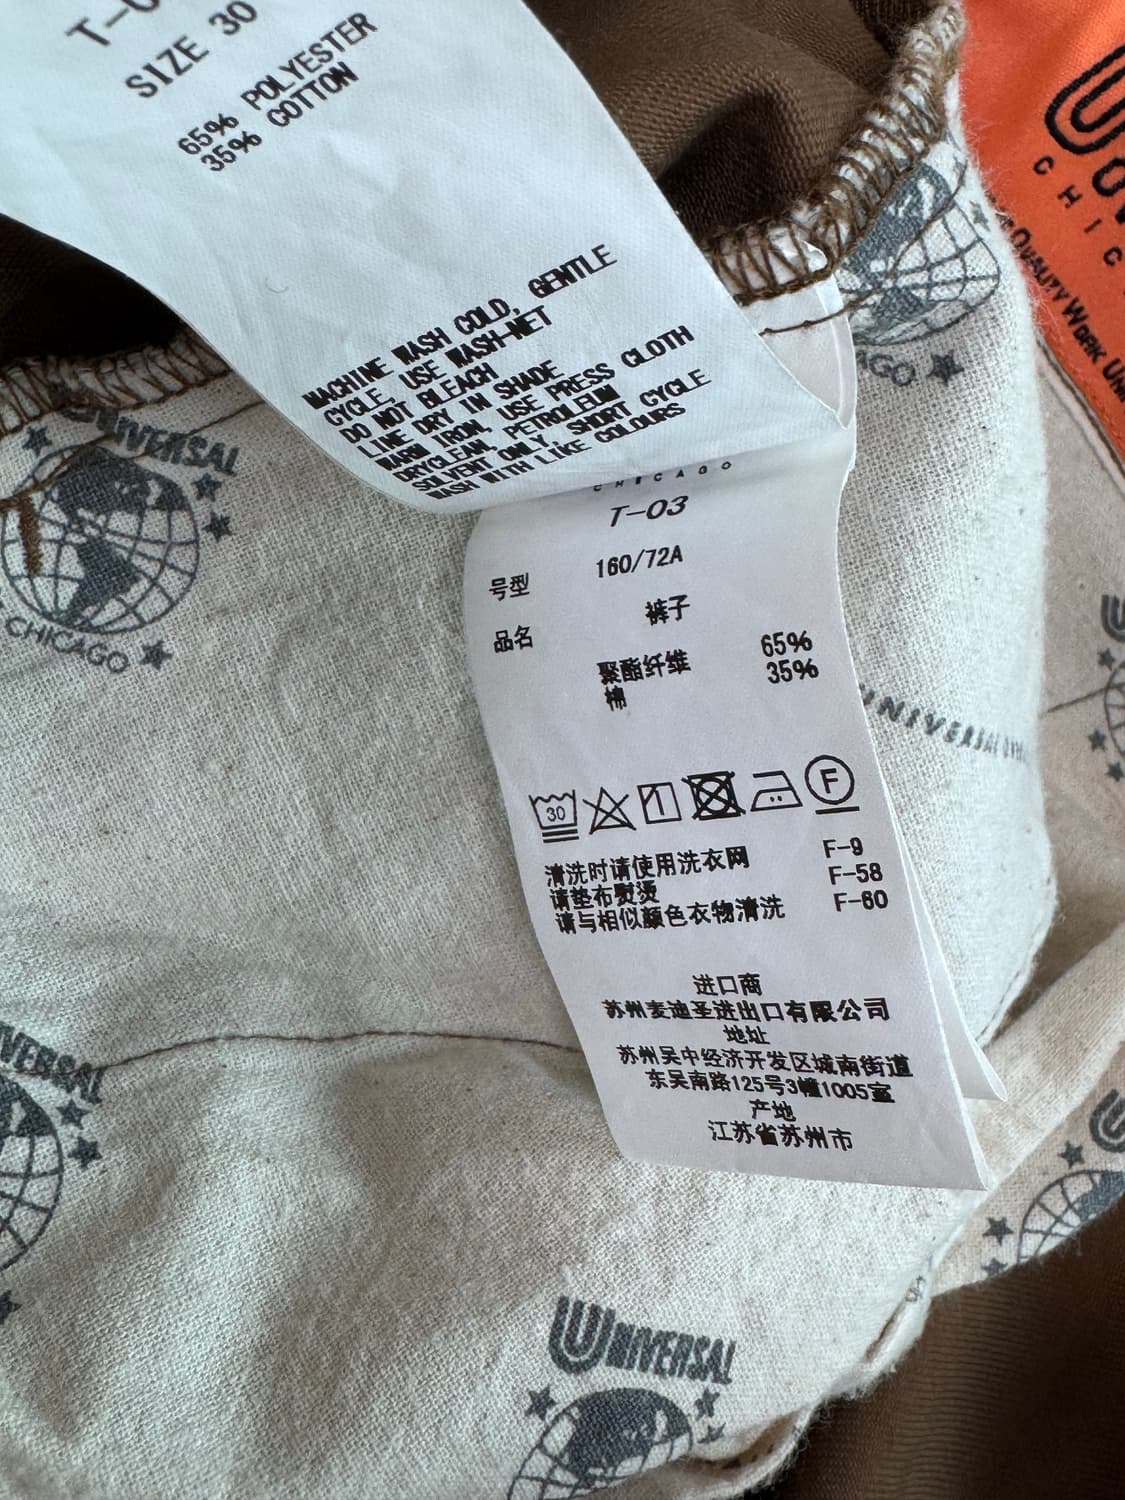 SIZE 30
65% POLYESTER
35% COTTON
MACHINE WASH COLD, GENTLE
CYCLE, USE WASH-NET
DO NOT BLEACH
LINE DRY IN SHADE
WARM IRON, USE PRESS CLOTH
DRYCLEAN, PETROLEUM
SOLVENT ONLY, SHORT CYCLE
WASH WITH LIKE COLOURS
CHICAGO
T-03
号型 160/72A
品名 裤子
聚酯纤维 65%
棉 35%
30 F
清洗时请使用洗衣网 F-9
请垫布熨烫 F-58
请与相似颜色衣物清洗 F-60
进口商
苏州麦迪圣进出口有限公司
地址
苏州吴中经济开发区城南街道
东吴南路125号3幢1005室
产地
江苏省苏州市
UNIVERSAL
CHICAGO
UNIVERSAL
UNIVERSAL
QUALITY WORK